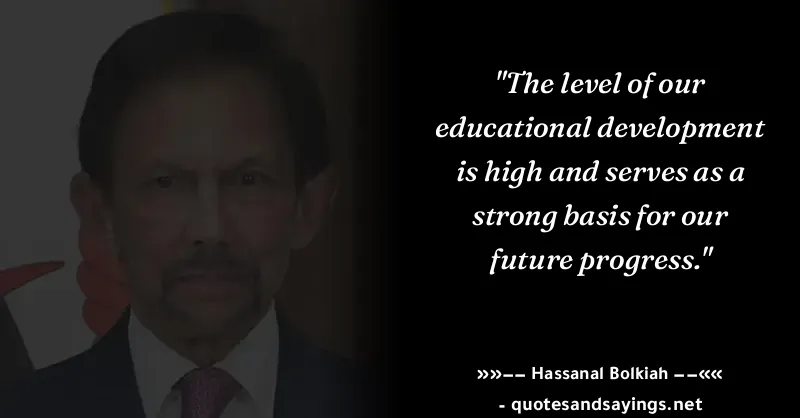 "The level of our
educational development
is high and serves as a
strong basis for our
future progress."
»»—— Hassanal Bolkiah ——««
- quotesandsayings.net